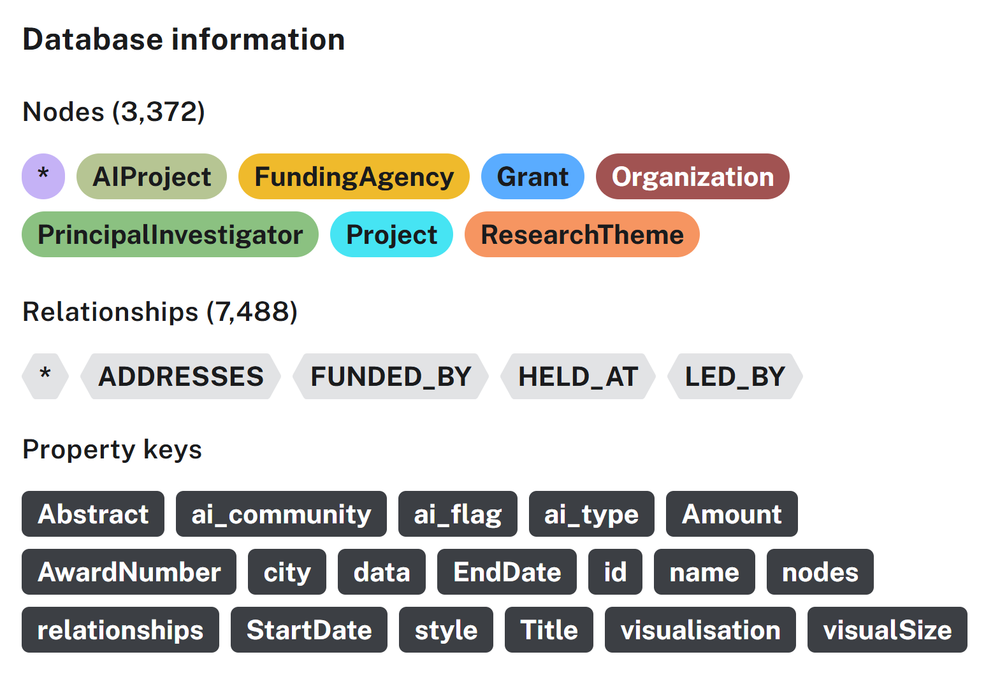 Database information
Nodes (3,372)
* AIProject FundingAgency Grant Organization
PrincipalInvestigator Project ResearchTheme
Relationships (7,488)
* ADDRESSES FUNDED_BY HELD_AT LED_BY
Property keys
Abstract ai_community ai_flag ai_type Amount
AwardNumber city data EndDate id name nodes
relationships StartDate style Title visualisation visualSize